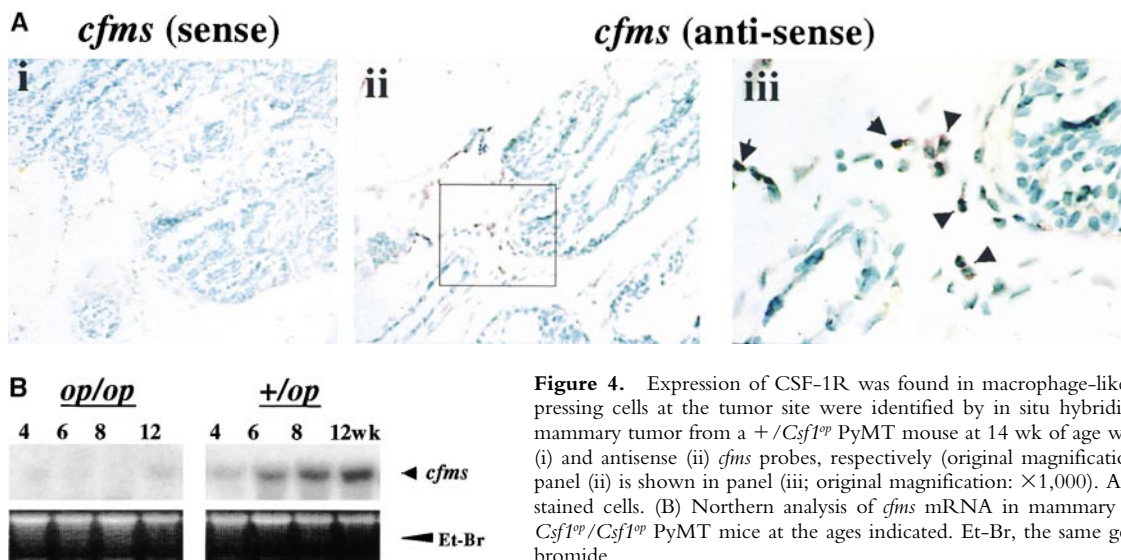 A
cfms (sense)
cfms (anti-sense)
i
ii
iii
B
op/op
+/op
4 6 8 12
4 6 8 12wk
cfms
Et-Br
Figure 4. Expression of CSF-1R was found in macrophage-like
pressing cells at the tumor site were identified by in situ hybridi
mammary tumor from a +/Csf1op PyMT mouse at 14 wk of age w
(i) and antisense (ii) cfms probes, respectively (original magnification
panel (ii) is shown in panel (iii; original magnification: ×1,000). A
stained cells. (B) Northern analysis of cfms mRNA in mammary
Csf1op/Csf1op PyMT mice at the ages indicated. Et-Br, the same ge
bromide